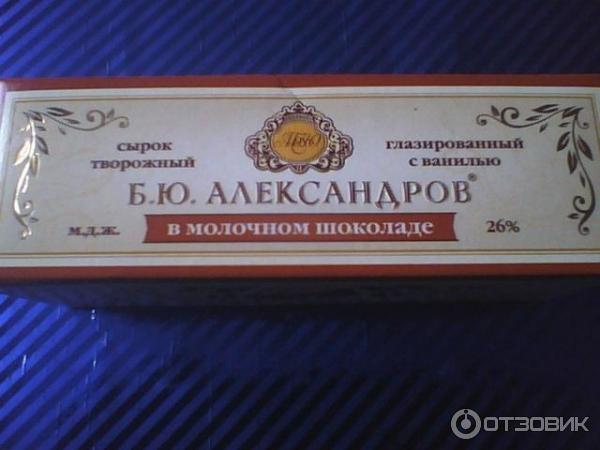 сырок
творожный
глазированный
с ванилью
Б.Ю. АЛЕКСАНДРОВ®
м.д.ж.
в молочном шоколаде
26%
ОТЗОВИК